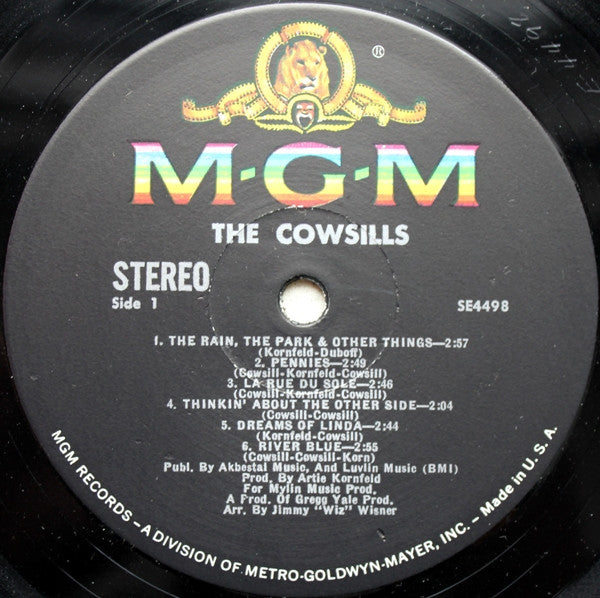 ®
M·G·M
THE COWSILLS
STEREO
Side 1
SE4498
1. THE RAIN, THE PARK & OTHER THINGS—2:57
(Kornfeld-Duboff)
2. PENNIES—2:49
(Cowsill-Kornfeld-Cowsill)
3. LA RUE DU SOLE—2:46
(Cowsill-Kornfeld-Cowsill)
4. THINKIN' ABOUT THE OTHER SIDE—2:04
(Cowsill-Cowsill)
5. DREAMS OF LINDA—2:44
(Kornfeld-Cowsill)
6. RIVER BLUE—2:55
(Cowsill-Cowsill-Korn)
Publ. By Akbestal Music, And Luvlin Music (BMI)
Prod. By Artie Kornfeld
For Mylin Music Prod.
A Prod. Of Gregg Yale Prod.
Arr. By Jimmy "Wiz" Wisner
MGM RECORDS—A DIVISION OF METRO-GOLDWYN-MAYER, INC.—Made in U.S.A.